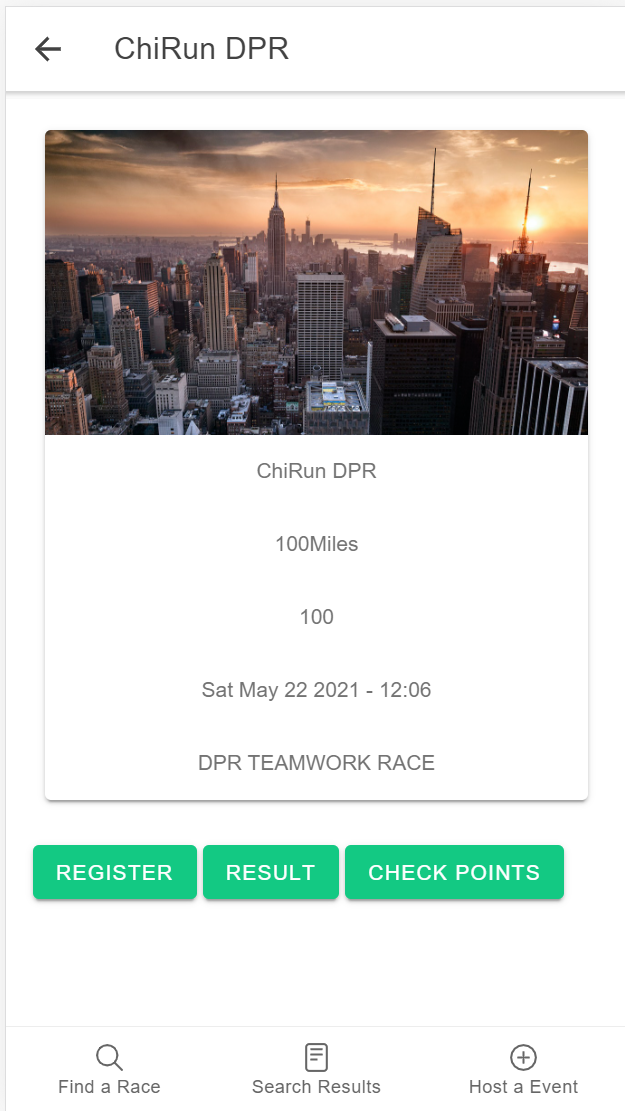 ChiRun DPR
ChiRun DPR
100Miles
100
Sat May 22 2021 - 12:06
DPR TEAMWORK RACE
REGISTER
RESULT
CHECK POINTS
Find a Race
Search Results
Host a Event